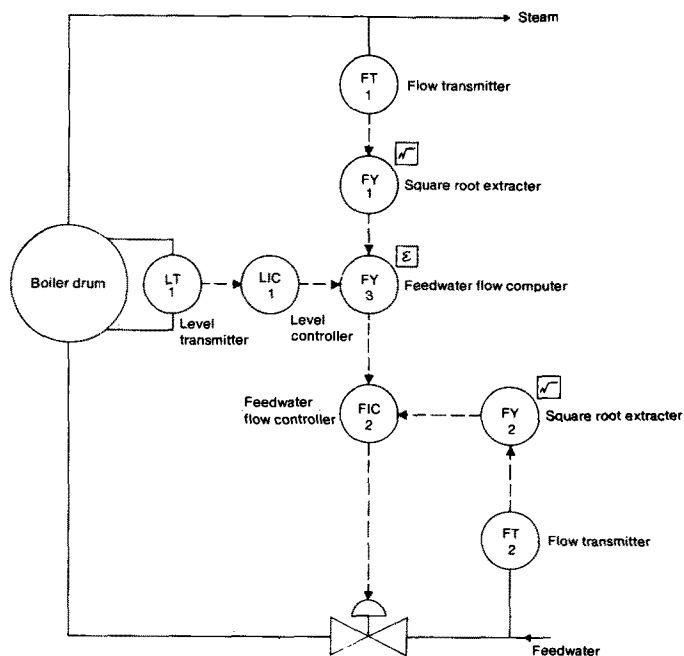 Steam
FT
1
Flow transmitter
√
FY
1
Square root extracter
Boiler drum
LT
1
Level
transmitter
LIC
1
Level
controller
FY
3
Σ
Feedwater flow computer
Feedwater
flow controller
FIC
2
√
FY
2
Square root extracter
FT
2
Flow transmitter
Feedwater